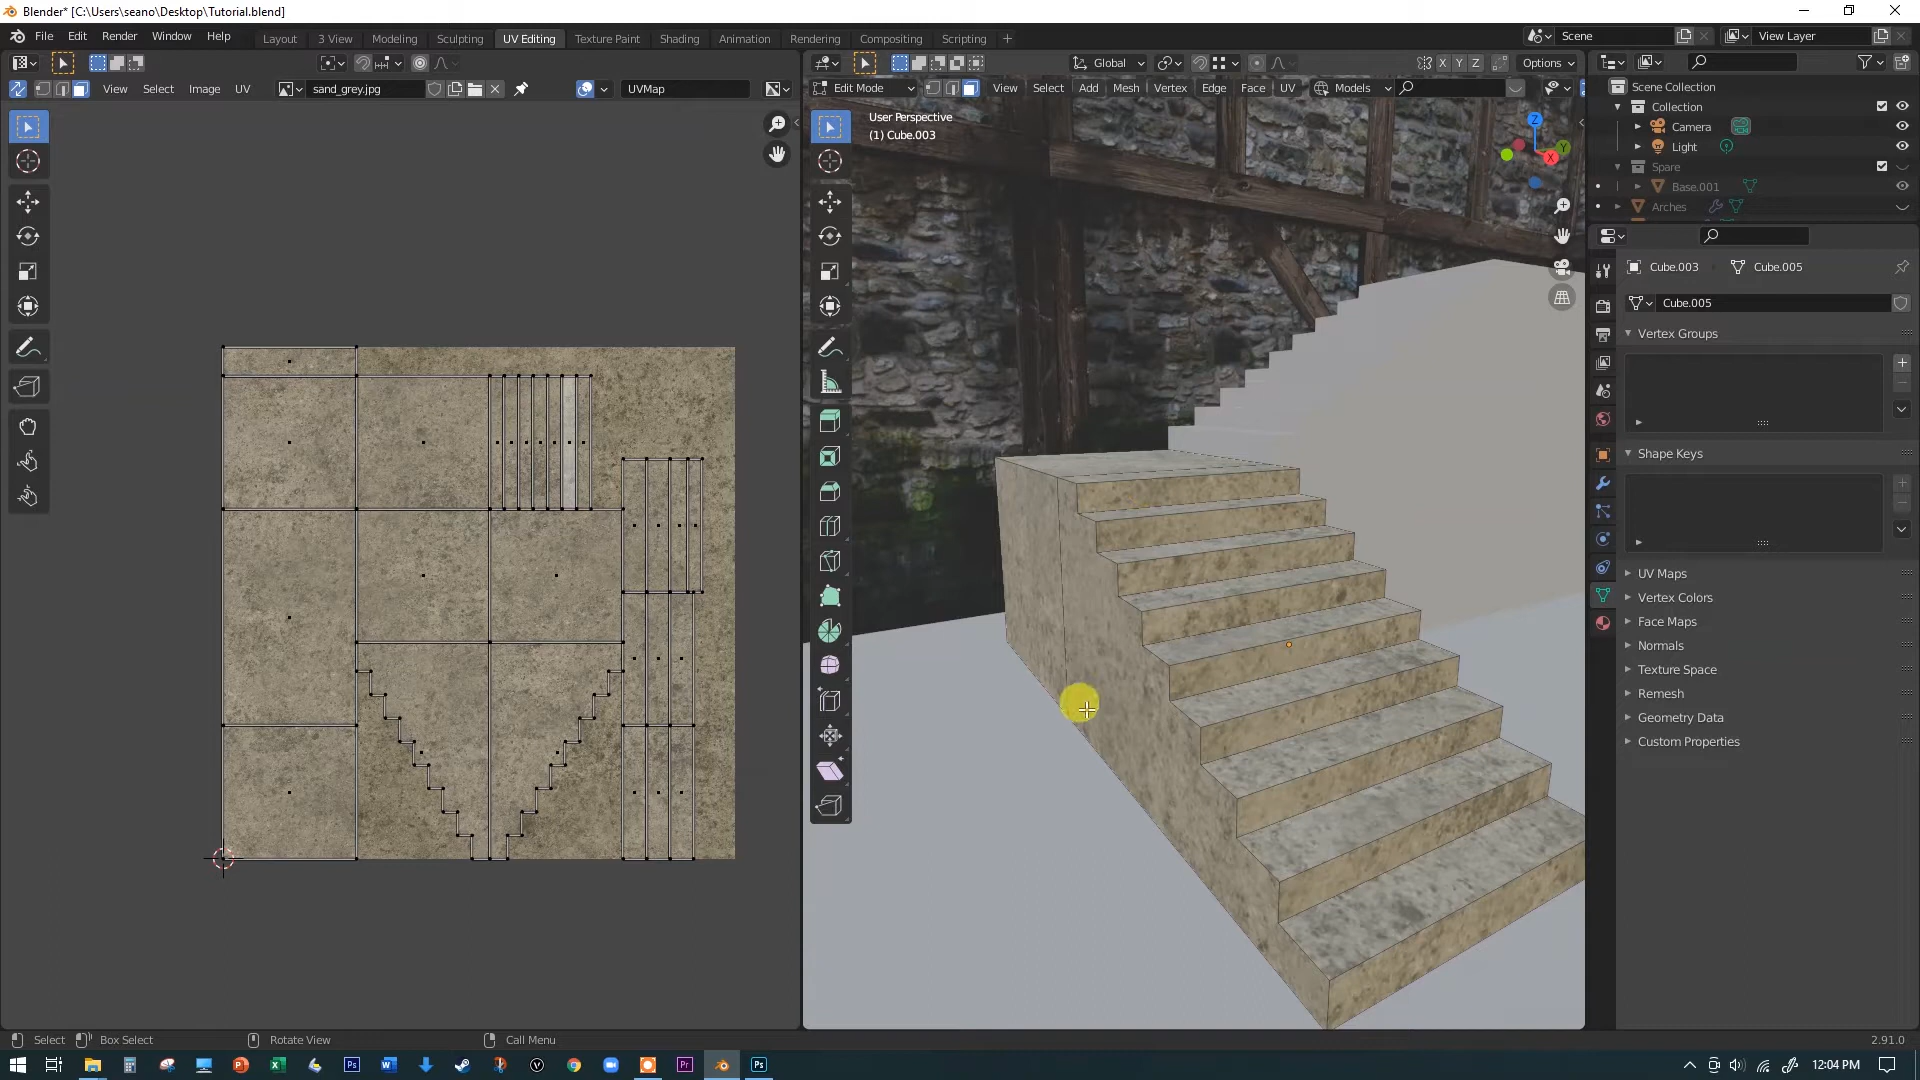 Blender* [C:\Users\seano\Desktop\Tutorial.blend]
File Edit Render Window Help
Layout 3 View Modeling Sculpting UV Editing Texture Paint Shading Animation Rendering Compositing Scripting +
Scene
View Layer
Global
X Y Z
Options
View Select Image UV
sand_grey.jpg
UVMap
Edit Mode
View Select Add Mesh Vertex Edge Face UV
Models
User Perspective
(1) Cube.003
Z
Y
X
Scene Collection
Collection
Camera
Light
Spare
Base.001
Arches
Cube.003
Cube.005
Cube.005
Vertex Groups
Shape Keys
UV Maps
Vertex Colors
Face Maps
Normals
Texture Space
Remesh
Geometry Data
Custom Properties
Select
Box Select
Rotate View
Call Menu
2.91.0
12:04 PM